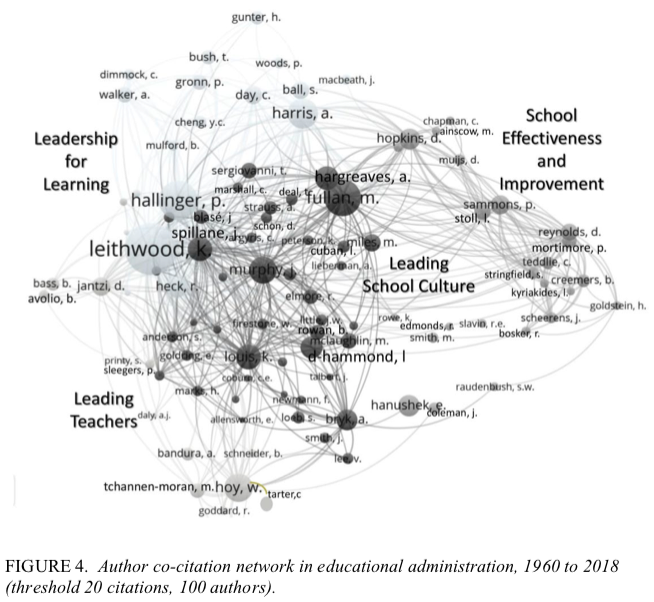 gunter, h.
bush, t.
woods, p.
dimmock, c.
gronn, p.
macbeath, j.
walker, a.
day, c.
ball, s.
harris, a.
cheng, y.c.
chapman, c.
ainscow, m.
hopkins, d.
School
Effectiveness
and
Improvement
Leadership
for
Learning
mulford, b.
muijs, d.
sergiovanni, t.
hargreaves, a.
marshall, c.
deal, t.
fullan, m.
hallinger, p.
strauss, a.
sammons, p.
stoll, l.
blasé, j
schon, d.
spillane, j.
argyris, c.
peterson, k.
miles, m.
cuban, l.
reynolds, d.
mortimore, p.
teddlie, c.
leithwood, k.
lieberman, a.
murphy, j.
Leading
School Culture
stringfield, s.
creemers, b.
kyriakides, l.
bass, b.
jantzi, d.
avolio, b.
heck, r.
elmore, r.
goldstein, h.
firestone, w.
little, j.w.
rowan, b.
rowe, k.
edmonds, r.
slavin, r.e.
scheerens, j.
smith, m.
bosker, r.
anderson, s.
mclaughlin, m.
printy, s.
sleegers, p.
golding, e.
louis, k.
d-hammond, l
coburn, c.e.
talbert, j.
raudenbush, s.w.
marks, h.
newmann, f.
hanushek, e.
coleman, j.
Leading
Teachers
daly, a.j.
allensworth, e.
loeb, s.
bryk, a.
smith, j.
bandura, a.
schneider, b.
lee, v.
tchannen-moran, m.
hoy, w.
tarter,c
goddard, r.
FIGURE 4. Author co-citation network in educational administration, 1960 to 2018
(threshold 20 citations, 100 authors).